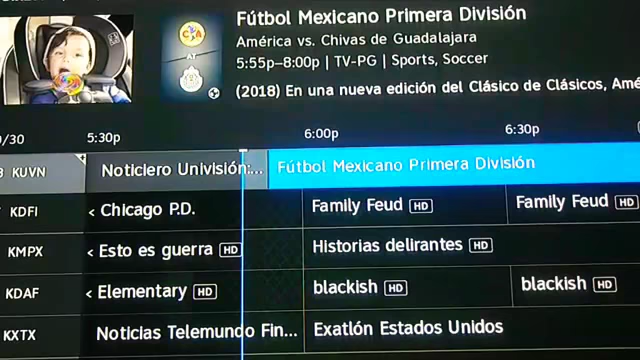 Fútbol Mexicano Primera División
América vs. Chivas de Guadalajara
5:55p–8:00p | TV-PG | Sports, Soccer
AT
(2018) En una nueva edición del Clásico de Clásicos, Amé
/30 5:30p 6:00p 6:30p
KUVN Noticiero Univisión:... Fútbol Mexicano Primera División
KDFI < Chicago P.D. Family Feud HD Family Feud HD
KMPX < Esto es guerra HD Historias delirantes HD
KDAF < Elementary HD blackish HD blackish HD
KXTX Noticias Telemundo Fin... Exatlón Estados Unidos